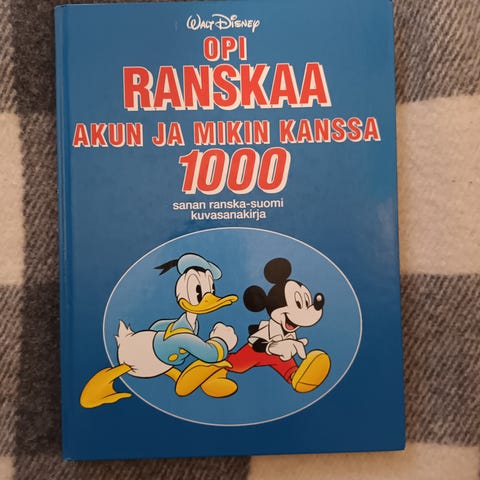 Walt Disney
OPI
RANSKAA
AKUN JA MIKIN KANSSA
1000
sanan ranska-suomi
kuvasanakirja